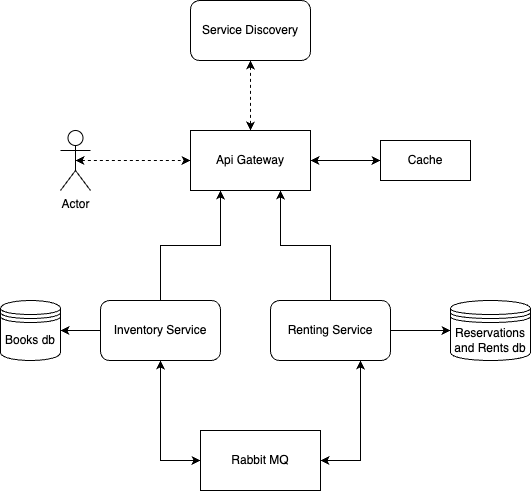 Service Discovery
Api Gateway
Cache
Actor
Inventory Service
Renting Service
Books db
Reservations
and Rents db
Rabbit MQ